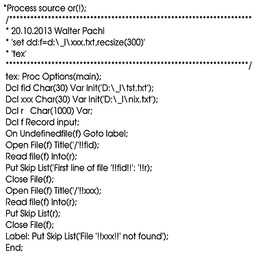 *Process source or(!);
/*********************************************************************
* 20.10.2013 Walter Pachl
* 'set dd:f=d:\_l\xxx.txt,recsize(300)'
* 'tex'
*********************************************************************/
tex: Proc Options(main);
Dcl fid Char(30) Var Init('D:\_l\tst.txt');
Dcl xxx Char(30) Var Init('D:\_l\nix.txt');
Dcl r Char(1000) Var;
Dcl f Record input;
On Undefinedfile(f) Goto label;
Open File(f) Title('/'!!fid);
Read file(f) Into(r);
Put Skip List('First line of file '!!fid!!': '!!r);
Close File(f);
Open File(f) Title('/'!!xxx);
Read file(f) Into(r);
Put Skip List(r);
Close File(f);
Label: Put Skip List('File '!!xxx!!' not found');
End;